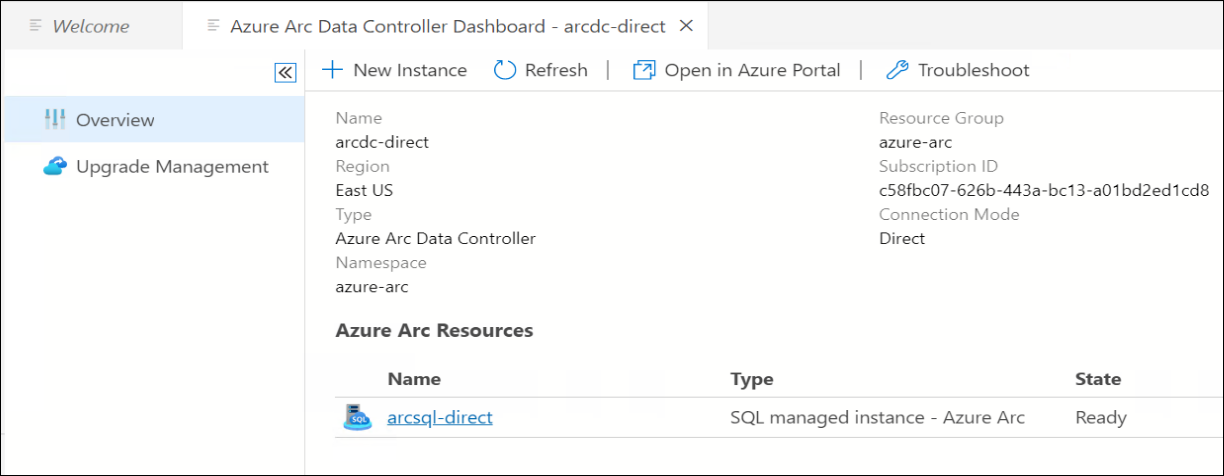 Welcome
Azure Arc Data Controller Dashboard - arcdc-direct
New Instance Refresh Open in Azure Portal Troubleshoot
Overview
Upgrade Management
Name
arcdc-direct
Region
East US
Type
Azure Arc Data Controller
Namespace
azure-arc
Resource Group
azure-arc
Subscription ID
c58fbc07-626b-443a-bc13-a01bd2ed1cd8
Connection Mode
Direct
Azure Arc Resources
Name Type State
SQL arcsql-direct SQL managed instance - Azure Arc Ready